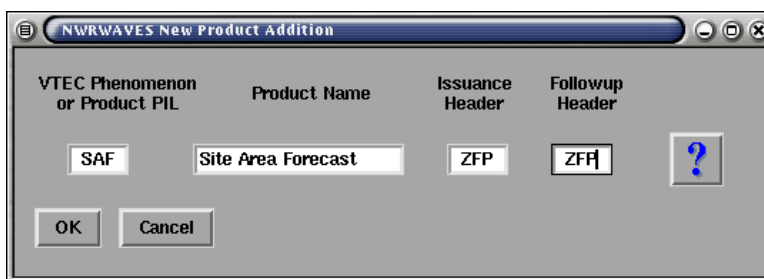 NWRWAVES New Product Addition
VTEC Phenomenon
or Product PIL
Product Name
Issuance
Header
Followup
Header
SAF
Site Area Forecast
ZFP
ZFP
?
OK
Cancel